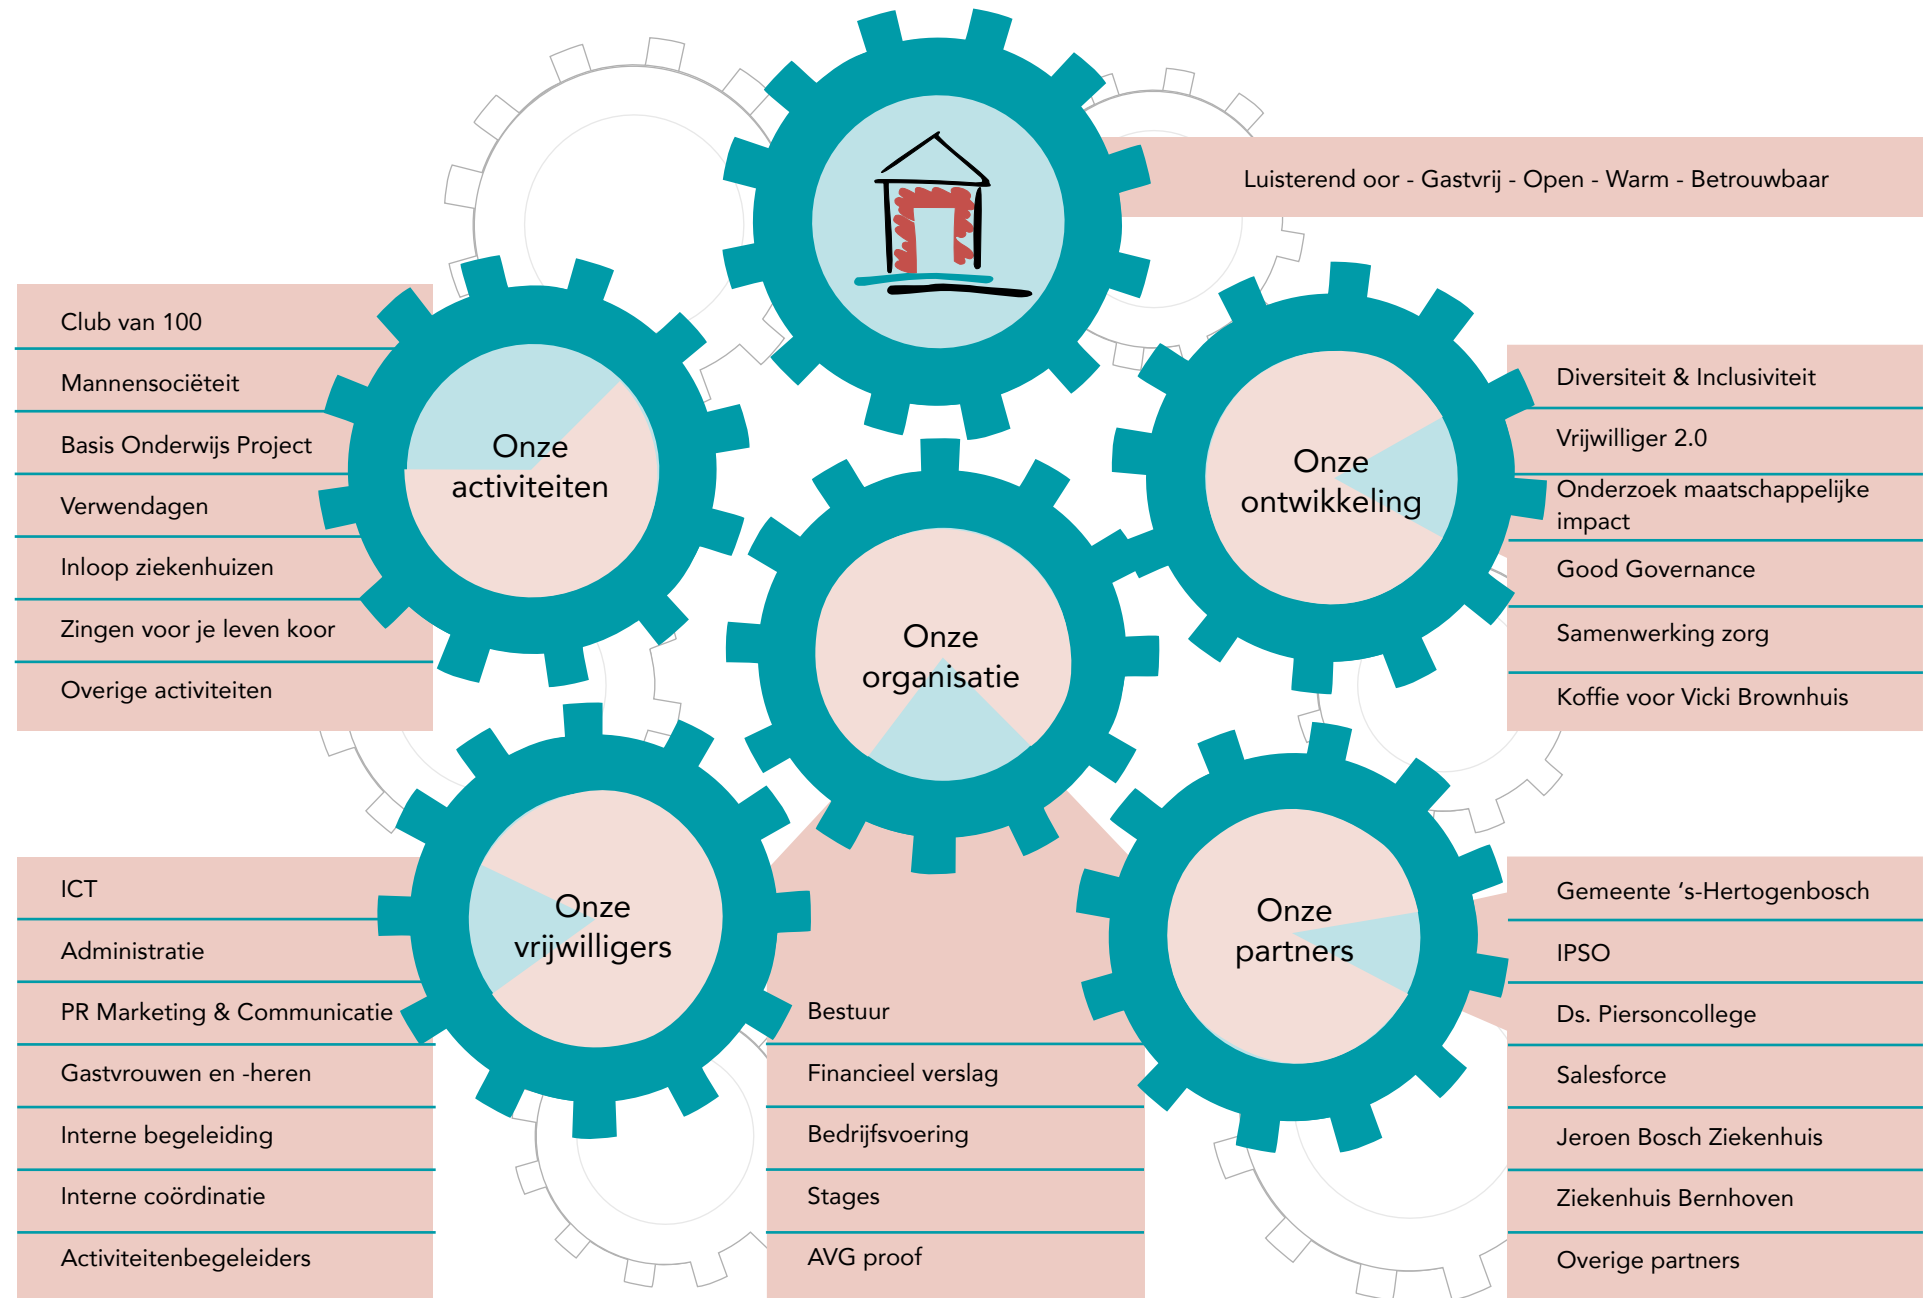 Luisterend oor - Gastvrij - Open - Warm - Betrouwbaar
Onze
activiteiten
Club van 100
Mannensociëteit
Basis Onderwijs Project
Verwendagen
Inloop ziekenhuizen
Zingen voor je leven koor
Overige activiteiten
Onze
ontwikkeling
Diversiteit & Inclusiviteit
Vrijwilliger 2.0
Onderzoek maatschappelijke
impact
Good Governance
Samenwerking zorg
Koffie voor Vicki Brownhuis
Onze
organisatie
Bestuur
Financieel verslag
Bedrijfsvoering
Stages
AVG proof
Onze
vrijwilligers
ICT
Administratie
PR Marketing & Communicatie
Gastvrouwen en -heren
Interne begeleiding
Interne coördinatie
Activiteitenbegeleiders
Onze
partners
Gemeente ‘s-Hertogenbosch
IPSO
Ds. Piersoncollege
Salesforce
Jeroen Bosch Ziekenhuis
Ziekenhuis Bernhoven
Overige partners